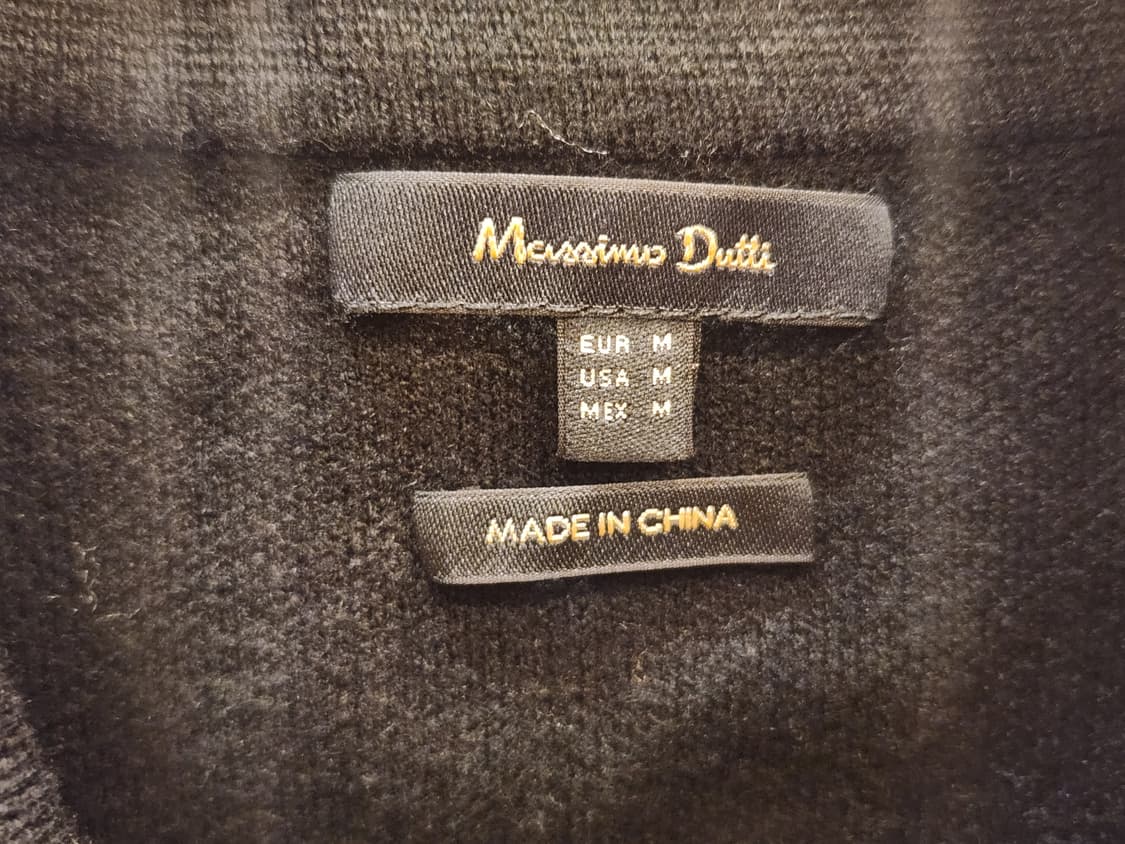 Massimo Dutti
EUR M
USA M
MEX M
MADE IN CHINA